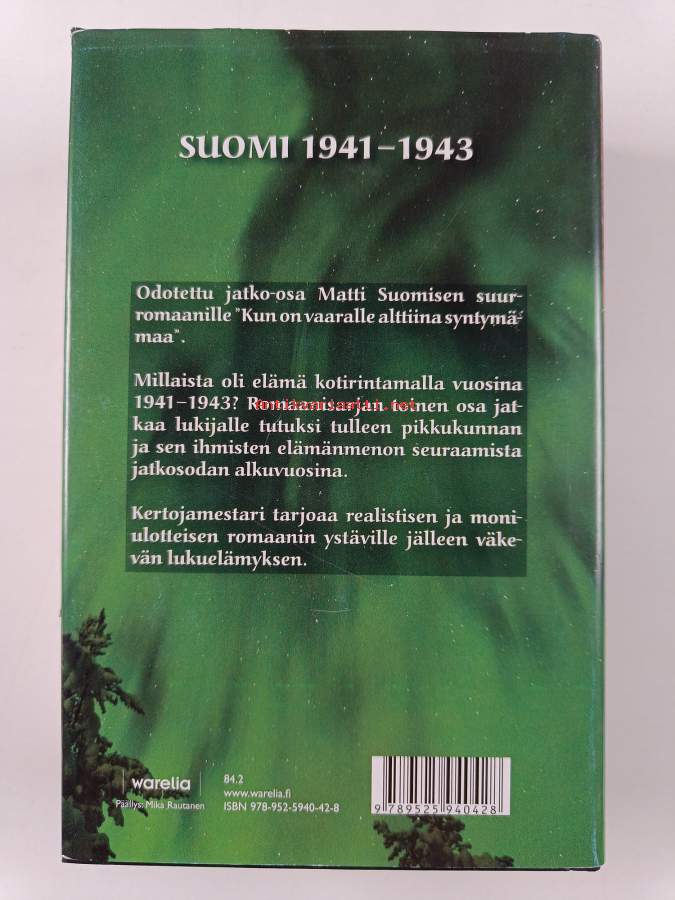 SUOMI 1941–1943
Odotettu jatko-osa Matti Suomisen suur-
romaanille "Kun on vaaralle alttiina syntymä-
maa".
Millaista oli elämä kotirintamalla vuosina
1941–1943? Romaanisarjan toinen osa jat-
kaa lukijalle tutuksi tulleen pikkukunnan
ja sen ihmisten elämänmenon seuraamista
jatkosodan alkuvuosina.
Kertojamestari tarjoaa realistisen ja moni-
ulotteisen romaanin ystäville jälleen väke-
vän lukuelämyksen.
warelia
Päällys: Mika Rautanen
84.2
www.warelia.fi
ISBN 978-952-5940-42-8
9 789525 940428